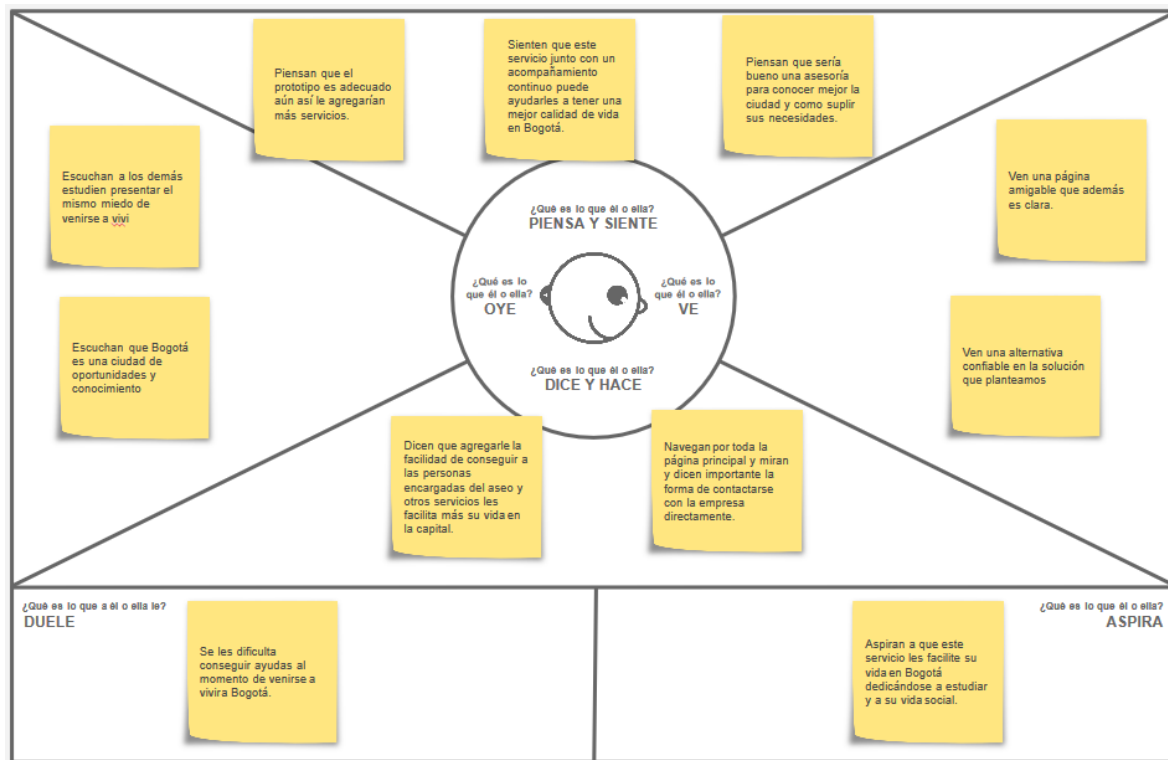 Piensan que el
prototipo es adecuado
aún así le agregarían
más servicios.
Sienten que este
servicio junto con un
acompañamiento
continuo puede
ayudarles a tener una
mejor calidad de vida
en Bogotá.
Piensan que sería
bueno una asesoría
para conocer mejor la
ciudad y como suplir
sus necesidades.
Escuchan a los demás
estudien presentar el
mismo miedo de
venirse a vivi
Ven una página
amigable que además
es clara.
¿Qué es lo que él o ella?
PIENSA Y SIENTE
¿Qué es lo
que él o ella?
OYE
¿Qué es lo
que él o ella?
VE
¿Qué es lo que él o ella?
DICE Y HACE
Escuchan que Bogotá
es una ciudad de
oportunidades y
conocimiento
Ven una alternativa
confiable en la solución
que planteamos
Dicen que agregarle la
facilidad de conseguir a
las personas
encargadas del aseo y
otros servicios les
facilita más su vida en
la capital.
Navegan por toda la
página principal y miran
y dicen importante la
forma de contactarse
con la empresa
directamente.
¿Qué es lo que a él o ella le?
DUELE
Se les dificulta
conseguir ayudas al
momento de venirse a
vivira Bogotá.
¿Qué es lo que él o ella?
ASPIRA
Aspiran a que este
servicio les facilite su
vida en Bogotá
dedicándose a estudiar
y a su vida social.